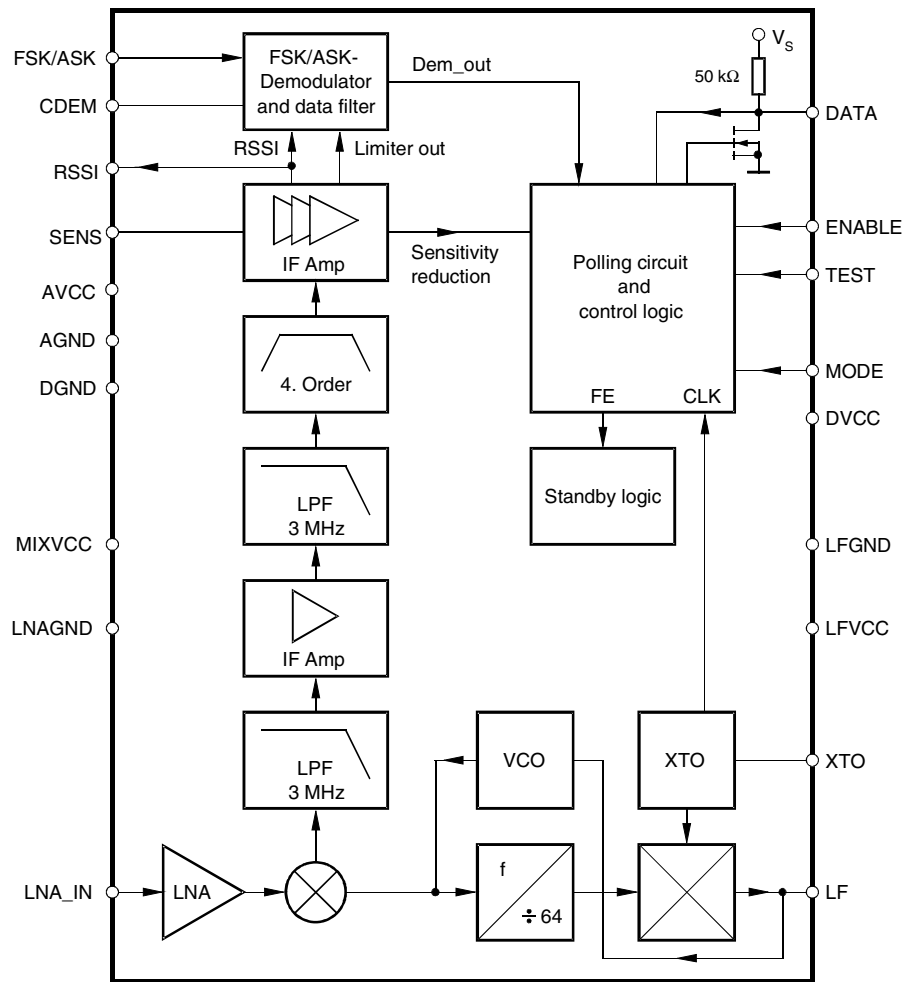 FSK/ASK
CDEM
RSSI
SENS
AVCC
AGND
DGND
MIXVCC
LNAGND
LNA_IN
FSK/ASK-
Demodulator
and data filter
Dem_out
RSSI
Limiter out
IF Amp
Sensitivity
reduction
4. Order
LPF
3 MHz
IF Amp
LPF
3 MHz
LNA
VCO
f
÷ 64
XTO
Polling circuit
and
control logic
FE
CLK
Standby logic
VS
50 kΩ
DATA
ENABLE
TEST
MODE
DVCC
LFGND
LFVCC
XTO
LF